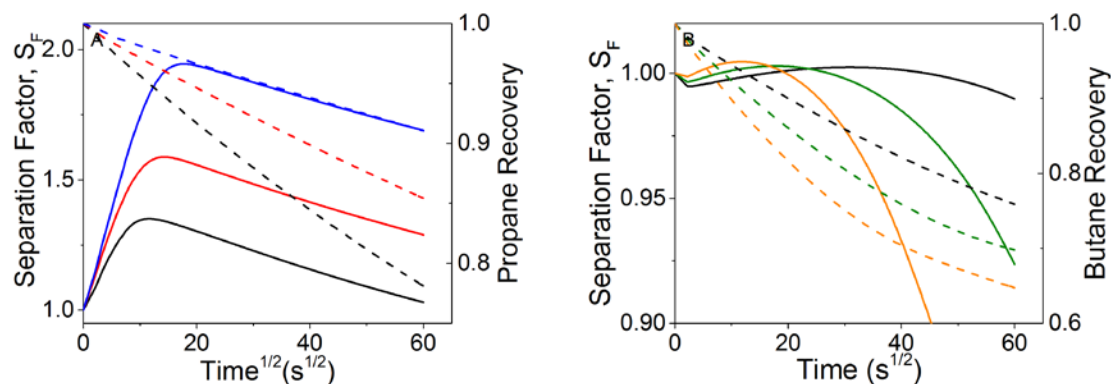 A
Separation Factor, S_F
2.0
1.5
1.0
1.0
0.9
0.8
Propane Recovery
0 20 40 60
Time^1/2(s^1/2)
B
Separation Factor, S_F
1.00
0.95
0.90
1.0
0.8
0.6
Butane Recovery
0 20 40 60
Time (s^1/2)